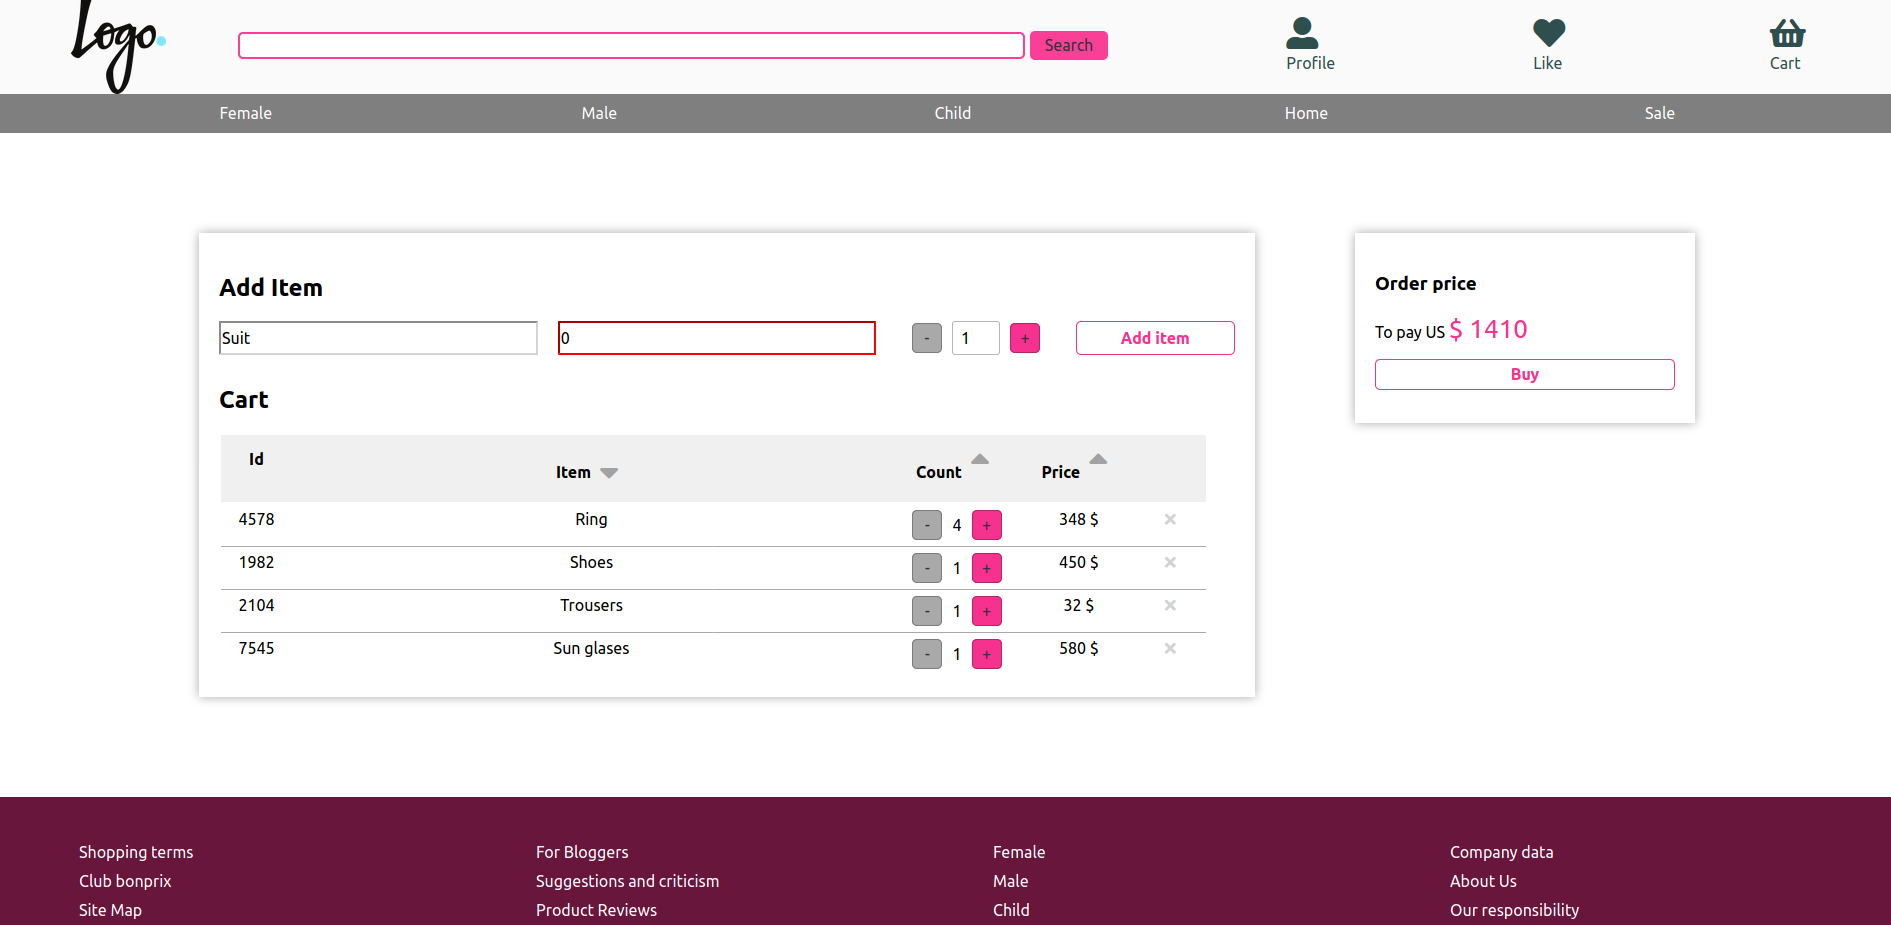 Logo.
Search
Profile Like Cart
Female Male Child Home Sale
Add Item
Suit 0 - 1 + Add item
Cart
Id Item Count Price
4578 Ring - 4 + 348 $ ×
1982 Shoes - 1 + 450 $ ×
2104 Trousers - 1 + 32 $ ×
7545 Sun glases - 1 + 580 $ ×
Order price
To pay US $ 1410
Buy
Shopping terms
Club bonprix
Site Map
For Bloggers
Suggestions and criticism
Product Reviews
Female
Male
Child
Company data
About Us
Our responsibility